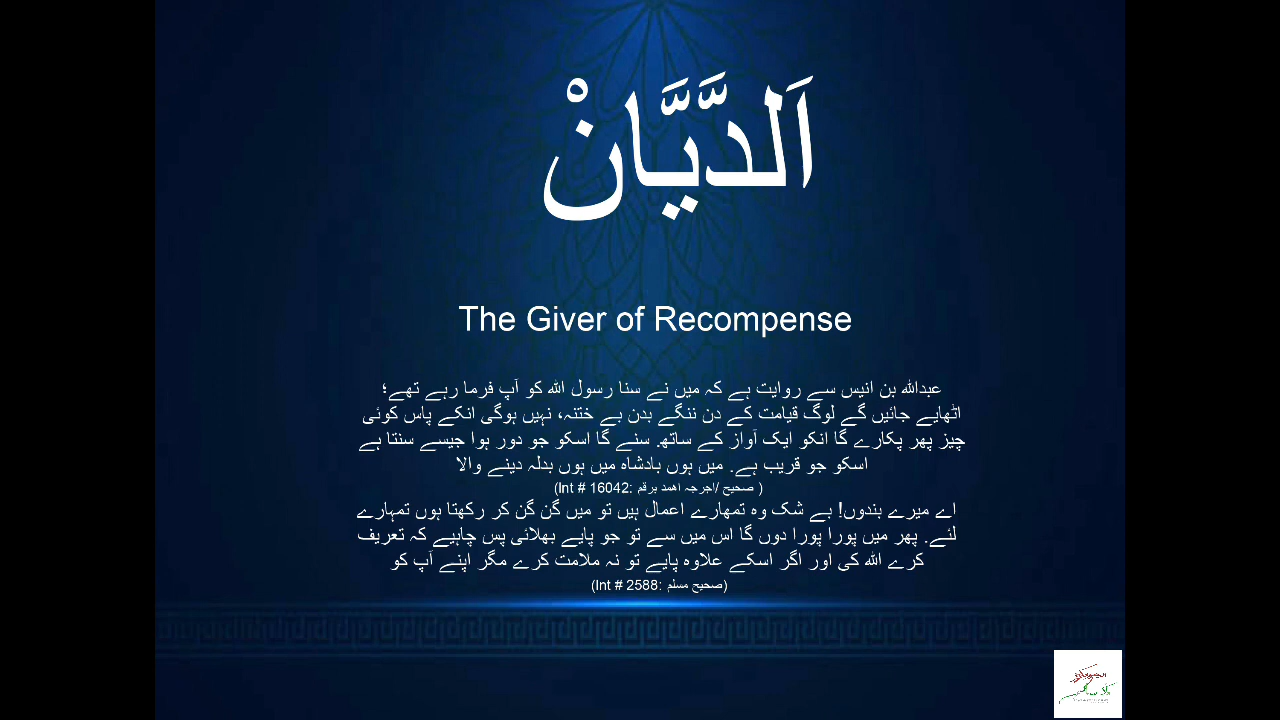 اَلدَّيَّانْ
The Giver of Recompense
عبداللہ بن انیس سے روایت ہے کہ میں نے سنا رسول اللہ کو آپ فرما رہے تھے؛
اٹھایے جائیں گے لوگ قیامت کے دن ننگے بدن بے ختنہ، نہیں ہوگی انکے پاس کوئی
چیز پھر پکارے گا انکو ایک آواز کے ساتھ. سنے گا اسکو جو دور ہوا جیسے سنتا ہے
اسکو جو قریب ہے. میں ہوں بادشاہ میں ہوں بدلہ دینے والا
(Int # 16042: صحیح /اجرجہ اھمد برقم )
اے میرے بندوں! بے شک وہ تمھارے اعمال ہیں تو میں گن گن کر رکھتا ہوں تمہارے
لئے. پھر میں پورا پورا دوں گا اس میں سے تو جو پایے بھلائی پس چاہیے کہ تعریف
کرے اللہ کی اور اگر اسکے علاوہ پایے تو نہ ملامت کرے مگر اپنے آپ کو
(Int # 2588: صحیح مسلم)